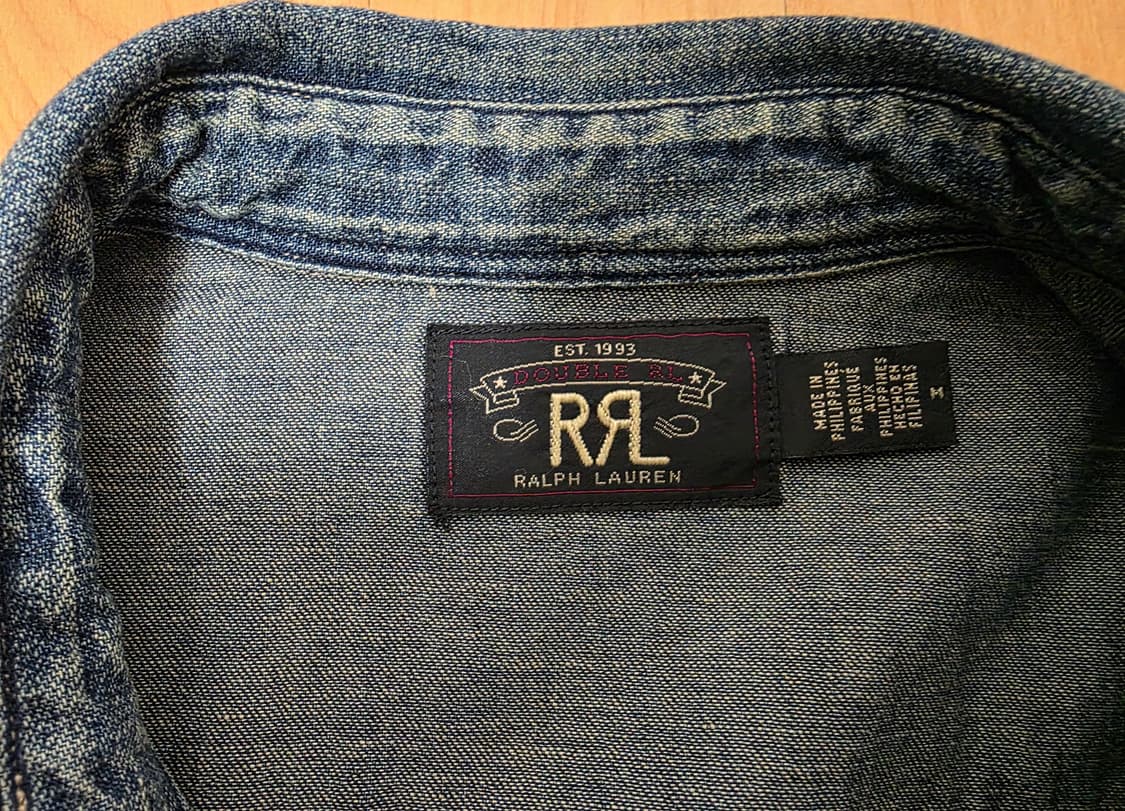 EST. 1993
DOUBLE RL
RRL
RALPH LAUREN
MADE IN
PHILIPPINES
FABRIQUÉ
AUX
PHILIPPINES
HECHO EN
FILIPINAS
M